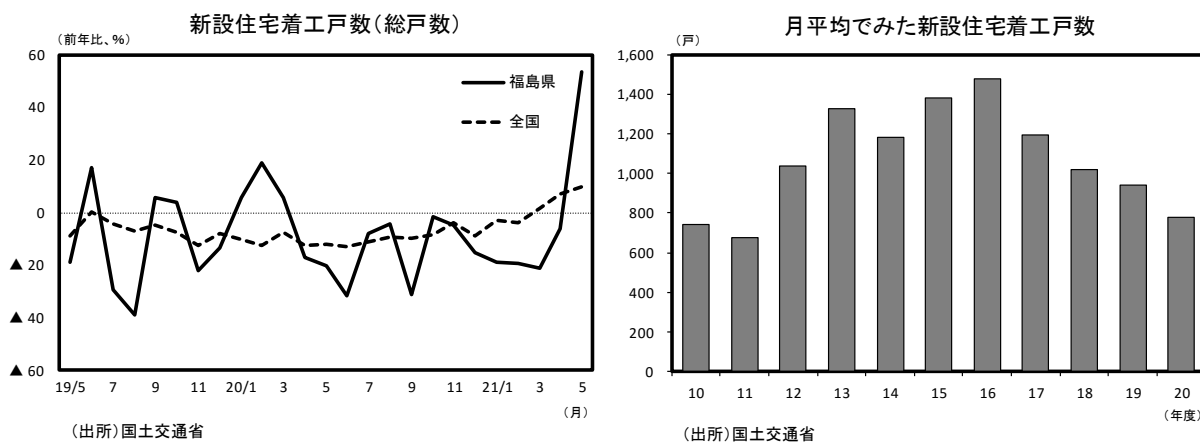 新設住宅着工戸数（総戸数）
（前年比、％）
60
40
20
0
▲ 20
▲ 40
▲ 60
福島県
全国
19/5 7 9 11 20/1 3 5 7 9 11 21/1 3 5
（月）
（出所）国土交通省
月平均でみた新設住宅着工戸数
（戸）
1,600
1,400
1,200
1,000
800
600
400
200
0
10 11 12 13 14 15 16 17 18 19 20
（年度）
（出所）国土交通省